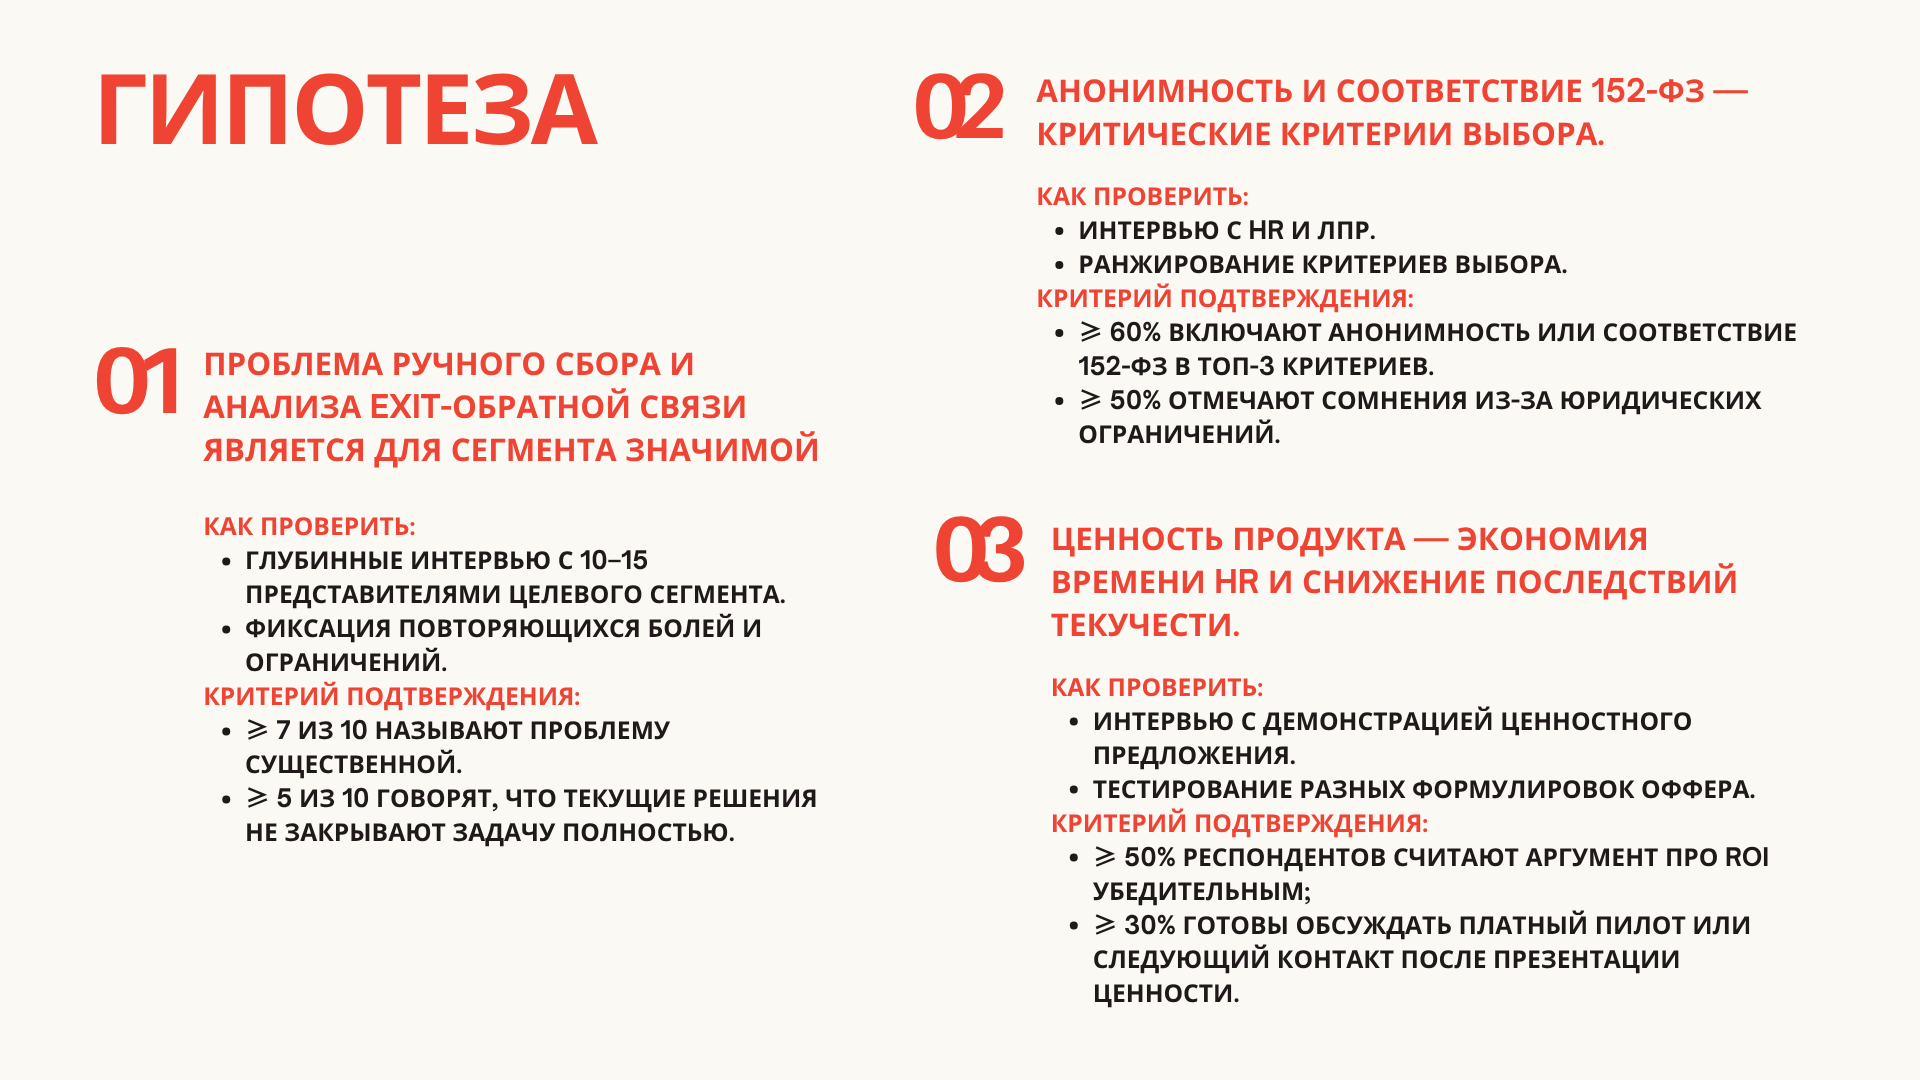 ГИПОТЕЗА
01
ПРОБЛЕМА РУЧНОГО СБОРА И
АНАЛИЗА EXIT-ОБРАТНОЙ СВЯЗИ
ЯВЛЯЕТСЯ ДЛЯ СЕГМЕНТА ЗНАЧИМОЙ
КАК ПРОВЕРИТЬ:
• ГЛУБИННЫЕ ИНТЕРВЬЮ С 10–15
ПРЕДСТАВИТЕЛЯМИ ЦЕЛЕВОГО СЕГМЕНТА.
• ФИКСАЦИЯ ПОВТОРЯЮЩИХСЯ БОЛЕЙ И
ОГРАНИЧЕНИЙ.
КРИТЕРИЙ ПОДТВЕРЖДЕНИЯ:
• ⩾ 7 ИЗ 10 НАЗЫВАЮТ ПРОБЛЕМУ
СУЩЕСТВЕННОЙ.
• ⩾ 5 ИЗ 10 ГОВОРЯТ, ЧТО ТЕКУЩИЕ РЕШЕНИЯ
НЕ ЗАКРЫВАЮТ ЗАДАЧУ ПОЛНОСТЬЮ.
02
АНОНИМНОСТЬ И СООТВЕТСТВИЕ 152-ФЗ —
КРИТИЧЕСКИЕ КРИТЕРИИ ВЫБОРА.
КАК ПРОВЕРИТЬ:
• ИНТЕРВЬЮ С HR И ЛПР.
• РАНЖИРОВАНИЕ КРИТЕРИЕВ ВЫБОРА.
КРИТЕРИЙ ПОДТВЕРЖДЕНИЯ:
• ⩾ 60% ВКЛЮЧАЮТ АНОНИМНОСТЬ ИЛИ СООТВЕТСТВИЕ
152-ФЗ В ТОП-3 КРИТЕРИЕВ.
• ⩾ 50% ОТМЕЧАЮТ СОМНЕНИЯ ИЗ-ЗА ЮРИДИЧЕСКИХ
ОГРАНИЧЕНИЙ.
03
ЦЕННОСТЬ ПРОДУКТА — ЭКОНОМИЯ
ВРЕМЕНИ HR И СНИЖЕНИЕ ПОСЛЕДСТВИЙ
ТЕКУЧЕСТИ.
КАК ПРОВЕРИТЬ:
• ИНТЕРВЬЮ С ДЕМОНСТРАЦИЕЙ ЦЕННОСТНОГО
ПРЕДЛОЖЕНИЯ.
• ТЕСТИРОВАНИЕ РАЗНЫХ ФОРМУЛИРОВОК ОФФЕРА.
КРИТЕРИЙ ПОДТВЕРЖДЕНИЯ:
• ⩾ 50% РЕСПОНДЕНТОВ СЧИТАЮТ АРГУМЕНТ ПРО ROI
УБЕДИТЕЛЬНЫМ;
• ⩾ 30% ГОТОВЫ ОБСУЖДАТЬ ПЛАТНЫЙ ПИЛОТ ИЛИ
СЛЕДУЮЩИЙ КОНТАКТ ПОСЛЕ ПРЕЗЕНТАЦИИ
ЦЕННОСТИ.